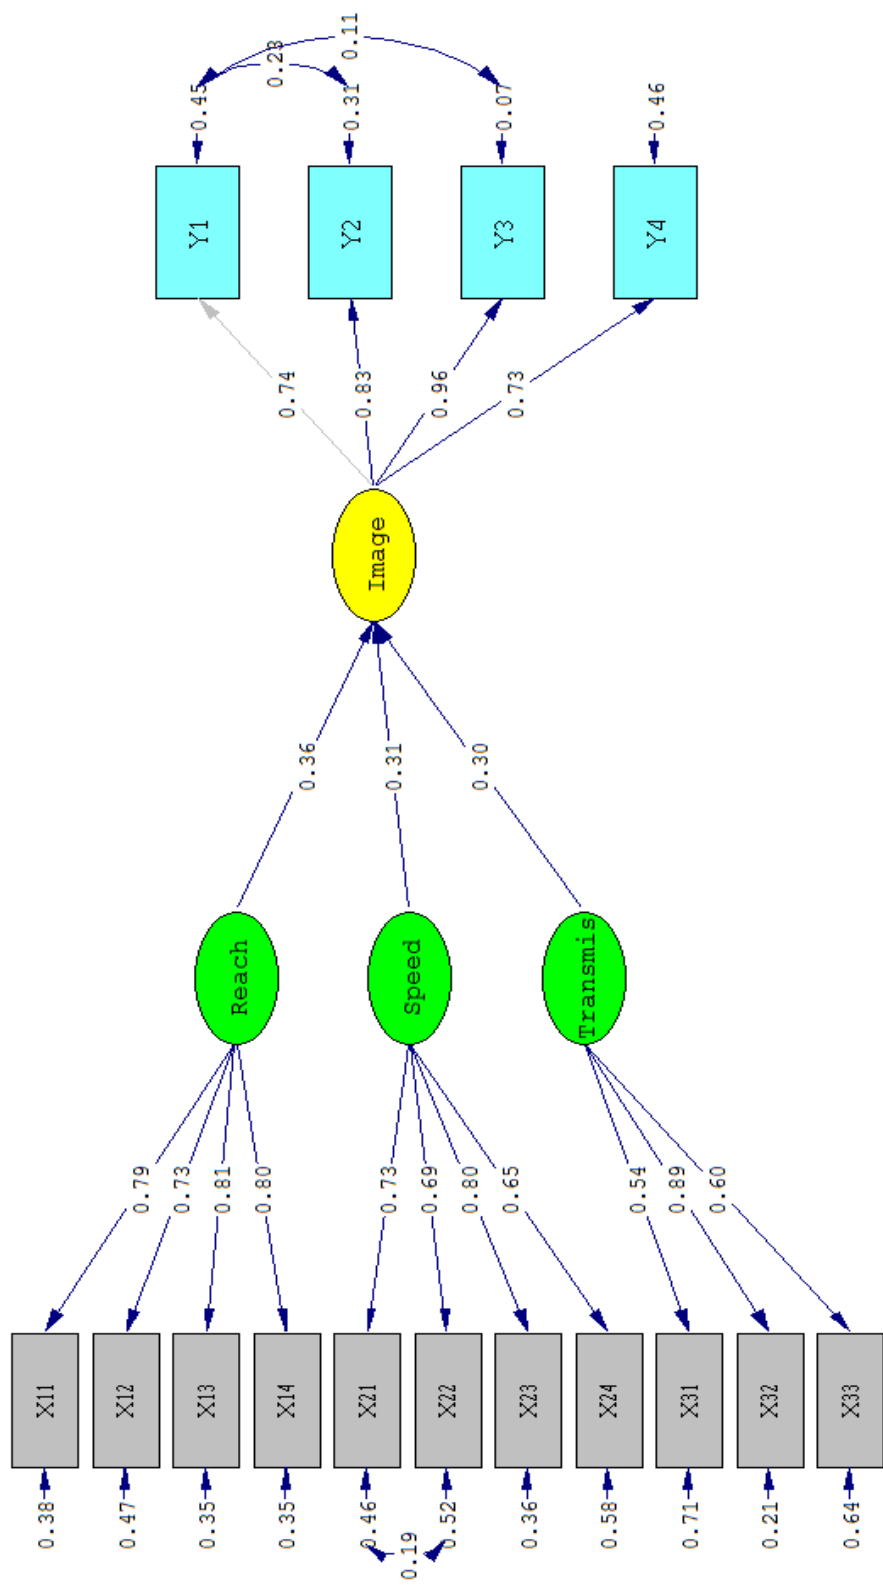 0.38
0.47
0.35
0.35
0.46
0.19
0.52
0.36
0.58
0.71
0.21
0.64
X11
X12
X13
X14
X21
X22
X23
X24
X31
X32
X33
0.79
0.73
0.81
0.80
0.73
0.69
0.80
0.65
0.54
0.89
0.60
Reach
Speed
Transmis
0.36
0.31
0.30
Image
0.74
0.83
0.96
0.73
Y1
Y2
Y3
Y4
0.45
0.31
0.07
0.46
0.23
0.11